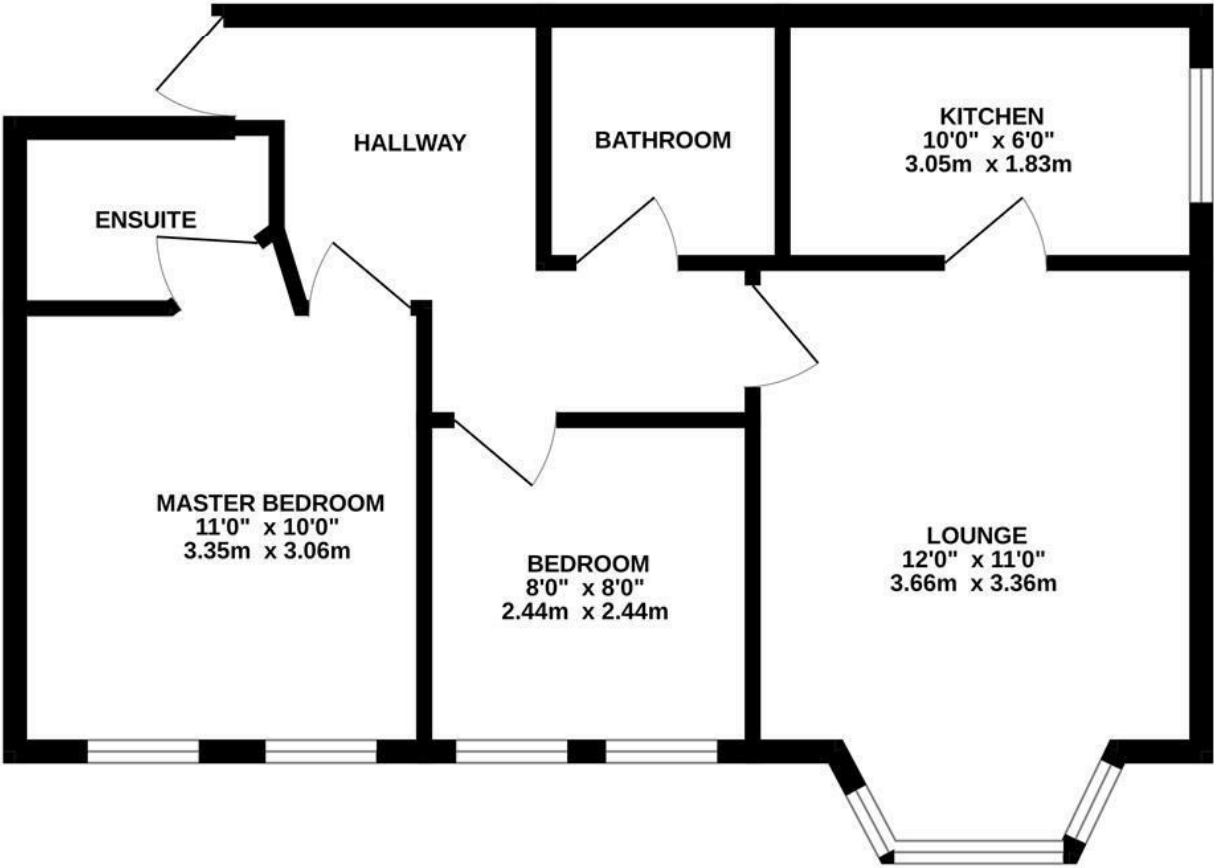 HALLWAY
BATHROOM
KITCHEN
10'0" x 6'0"
3.05m x 1.83m
ENSUITE
MASTER BEDROOM
11'0" x 10'0"
3.35m x 3.06m
BEDROOM
8'0" x 8'0"
2.44m x 2.44m
LOUNGE
12'0" x 11'0"
3.66m x 3.36m